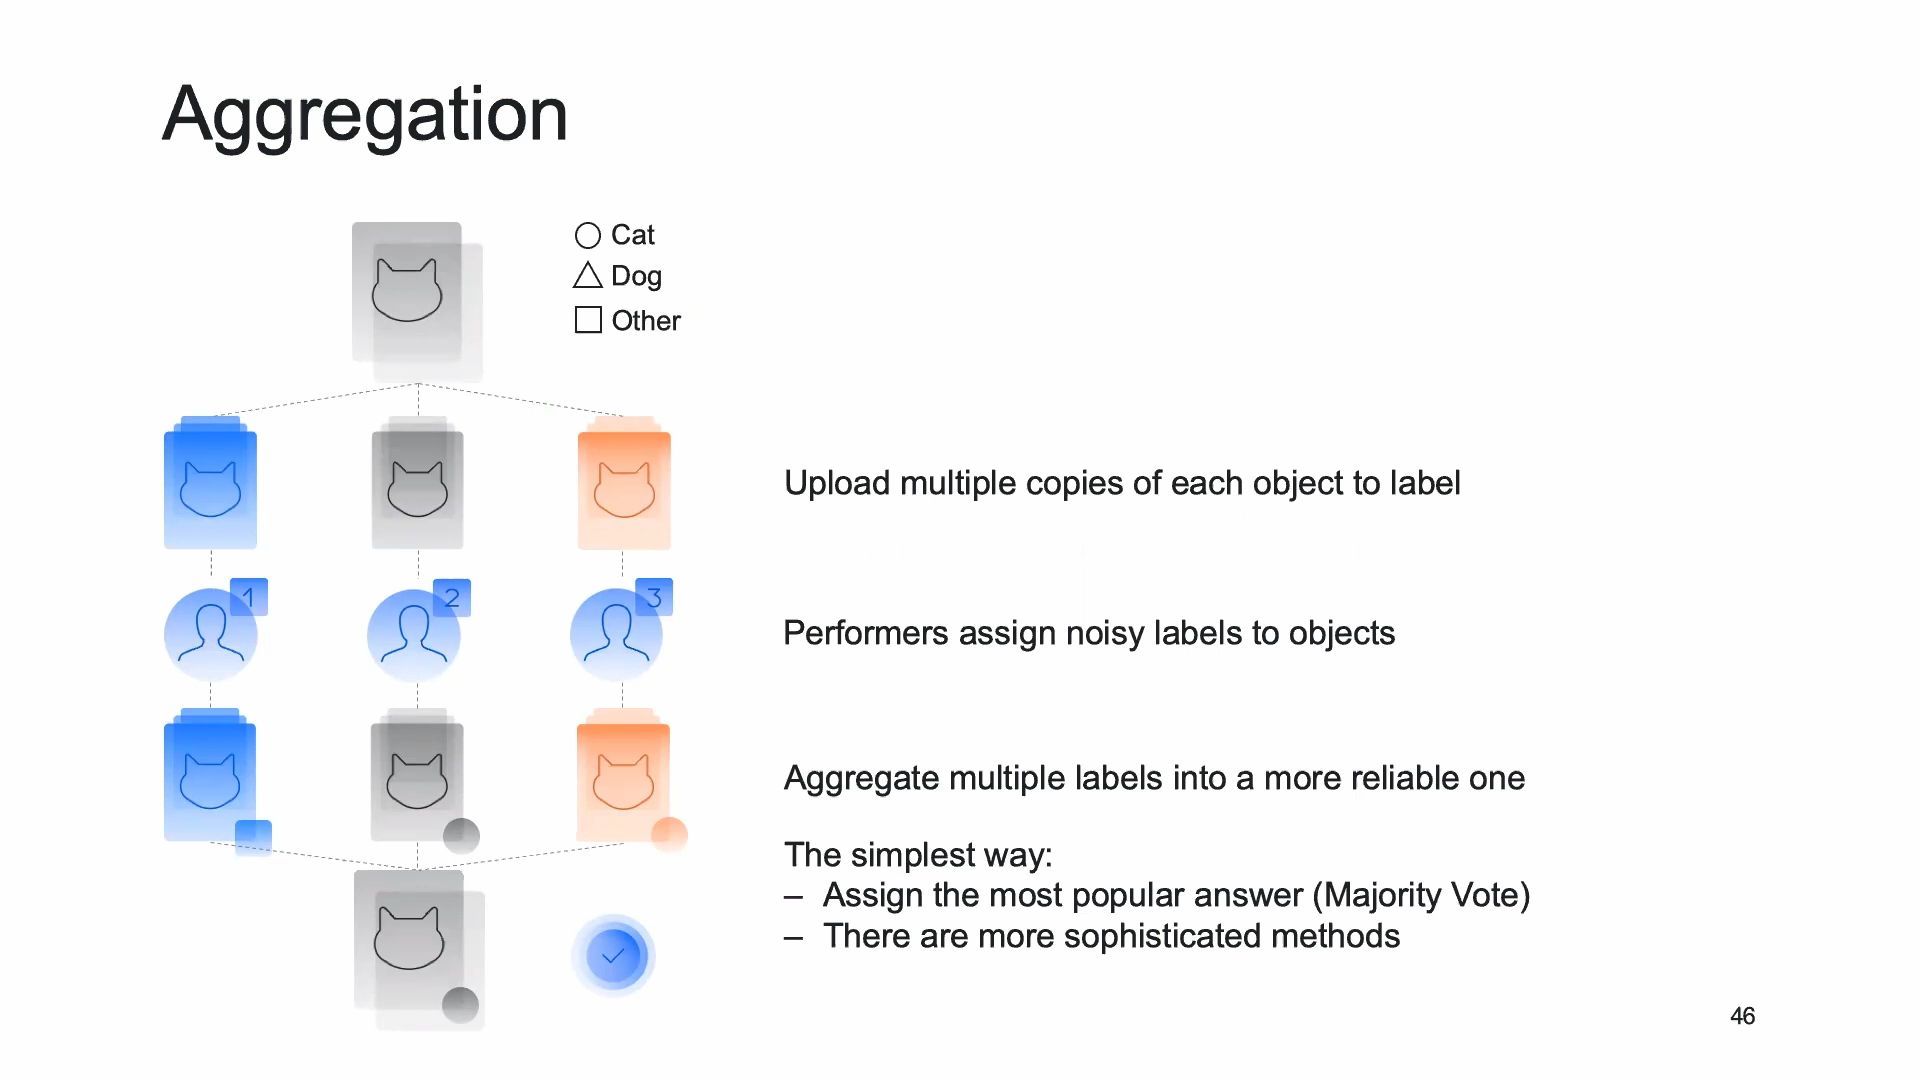 Aggregation
Cat
Dog
Other
Upload multiple copies of each object to label
1
2
3
Performers assign noisy labels to objects
Aggregate multiple labels into a more reliable one
The simplest way:
– Assign the most popular answer (Majority Vote)
– There are more sophisticated methods
46